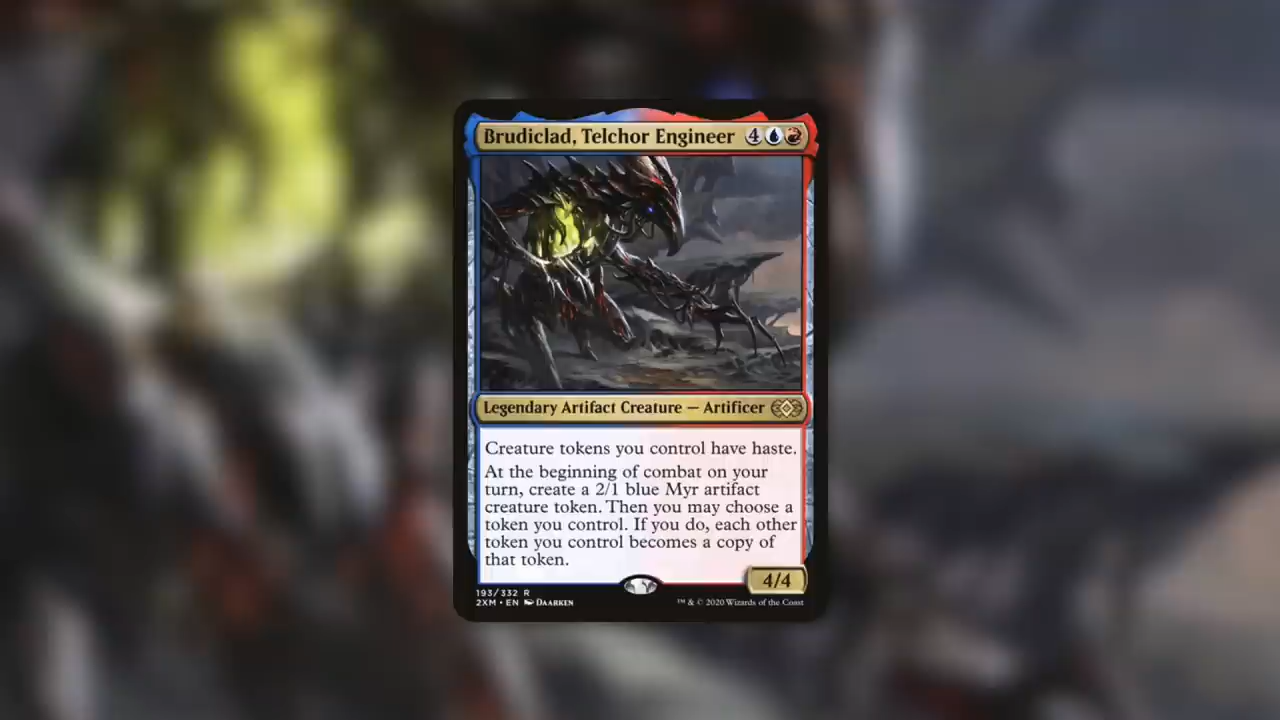 Brudiclad, Telchor Engineer 4
Legendary Artifact Creature — Artificer
Creature tokens you control have haste.
At the beginning of combat on your
turn, create a 2/1 blue Myr artifact
creature token. Then you may choose a
token you control. If you do, each other
token you control becomes a copy of
that token.
4/4
193/332 R
2XM • EN DAARKEN
™ & © 2020 Wizards of the Coast